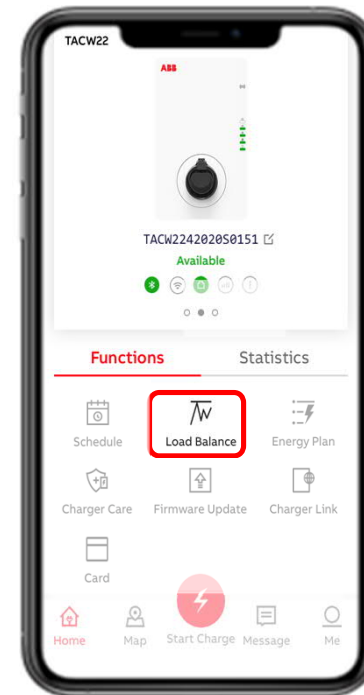 TACW22
ABB
TACW2242020S0151
Available
Functions Statistics
Schedule Load Balance Energy Plan
Charger Care Firmware Update Charger Link
Card
Home Map Start Charge Message Me